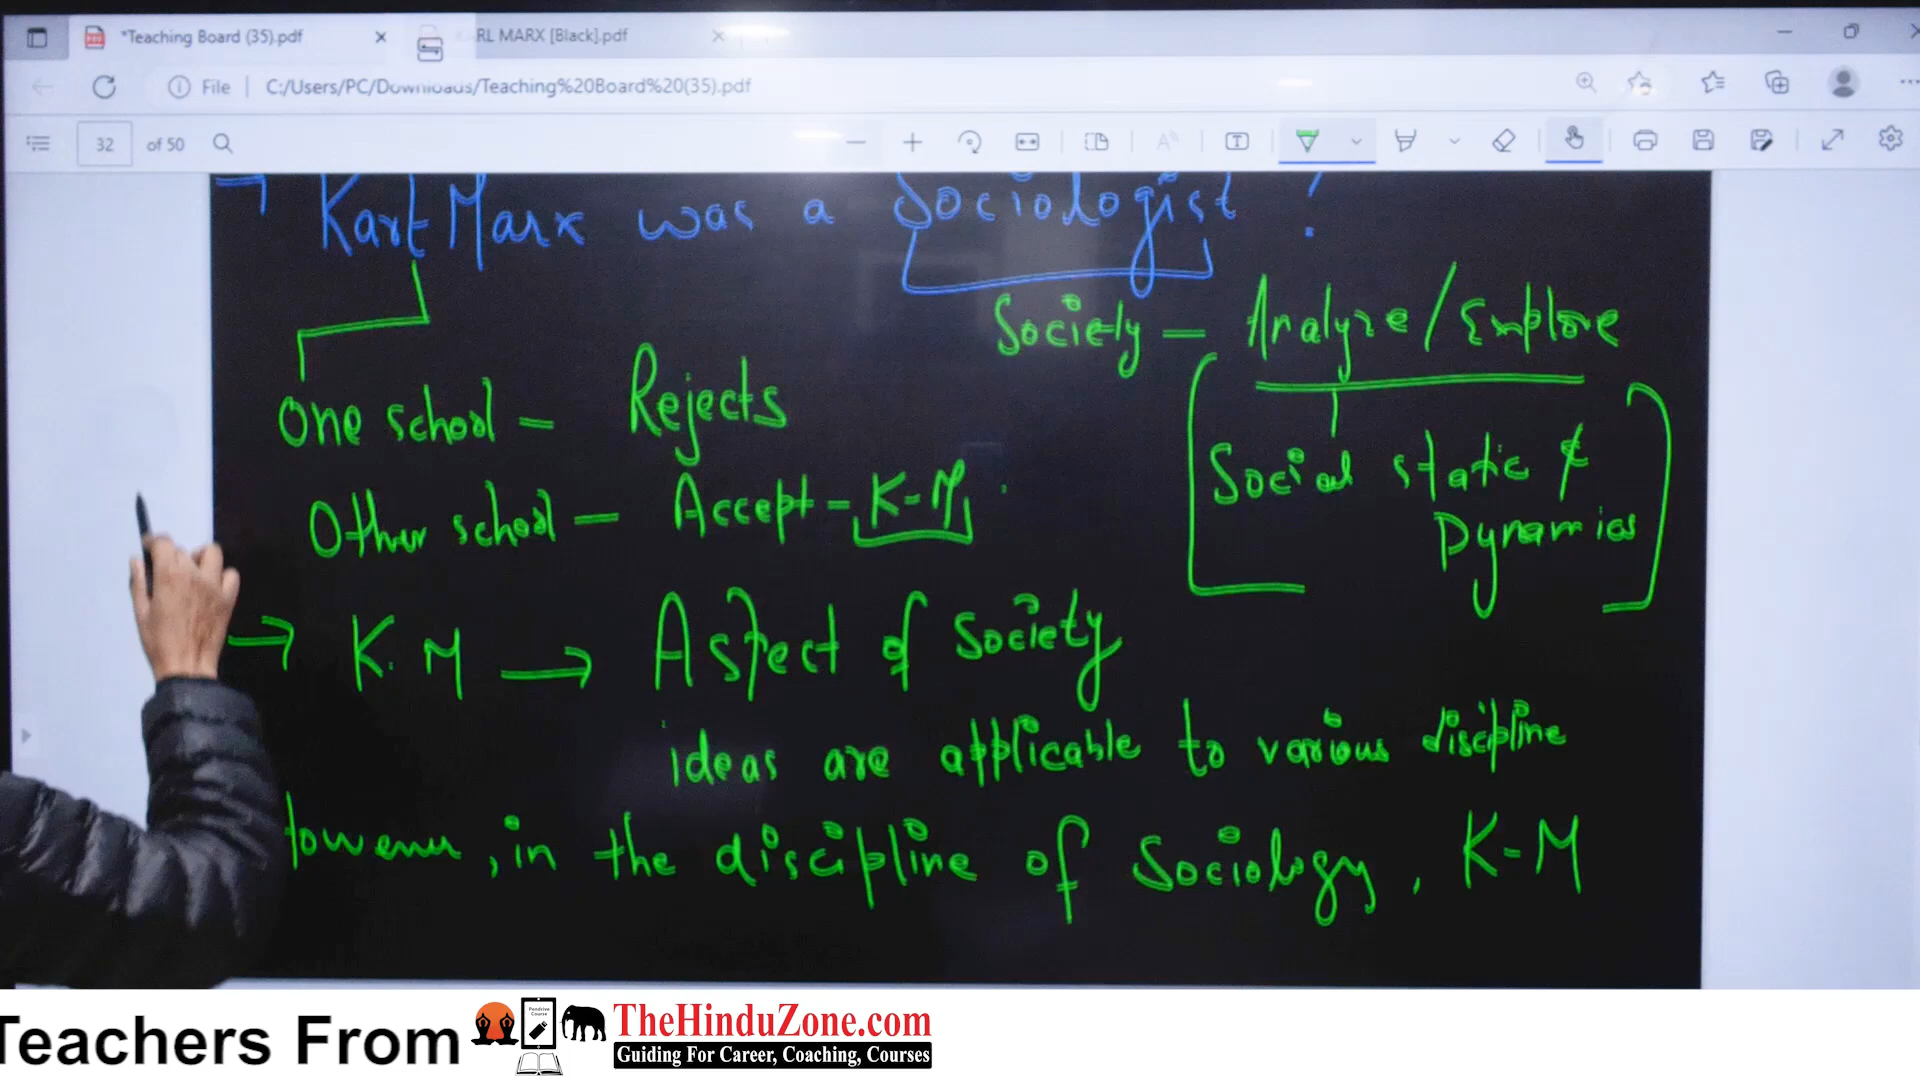 *Teaching Board (35).pdf
RL MARX [Black].pdf
File | C:/Users/PC/Downloads/Teaching%20Board%20(35).pdf
32 of 50
Karl Marx was a Sociologist ?
Society - Analyze / Explore
One school - Rejects
Social static &
Dynamics
Other school - Accept - K-M
→ K.M → Aspect of society
ideas are applicable to various discipline
, in the discipline of Sociology, K-M
Teachers From
Pendrive Course
TheHinduZone.com
Guiding For Career, Coaching, Courses